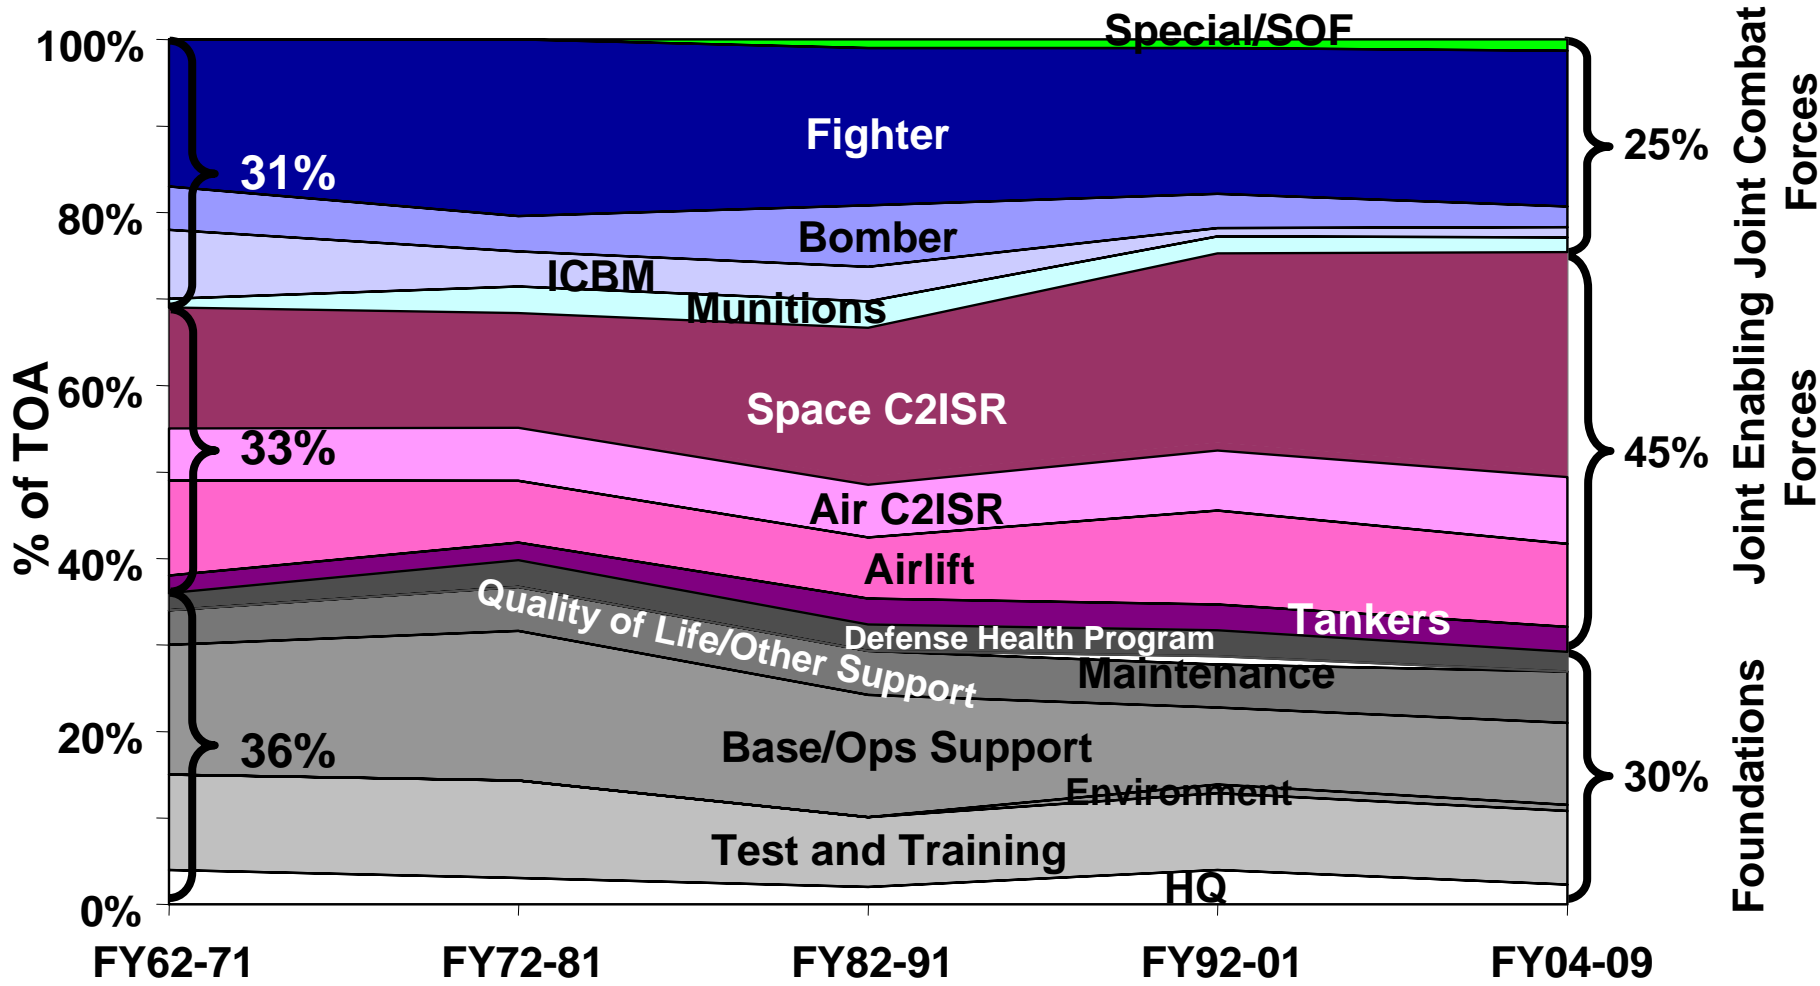 Special/SOF
100%
Fighter
31%
25%
Joint Combat
Forces
80%
Bomber
ICBM
Munitions
60%
Space C2ISR
33%
45%
Joint Enabling
Forces
% of TOA
Air C2ISR
40%
Airlift
Quality of Life/Other Support
Tankers
Defense Health Program
Maintenance
20%
36%
Base/Ops Support
30%
Foundations
Environment
Test and Training
HQ
0%
FY62-71
FY72-81
FY82-91
FY92-01
FY04-09